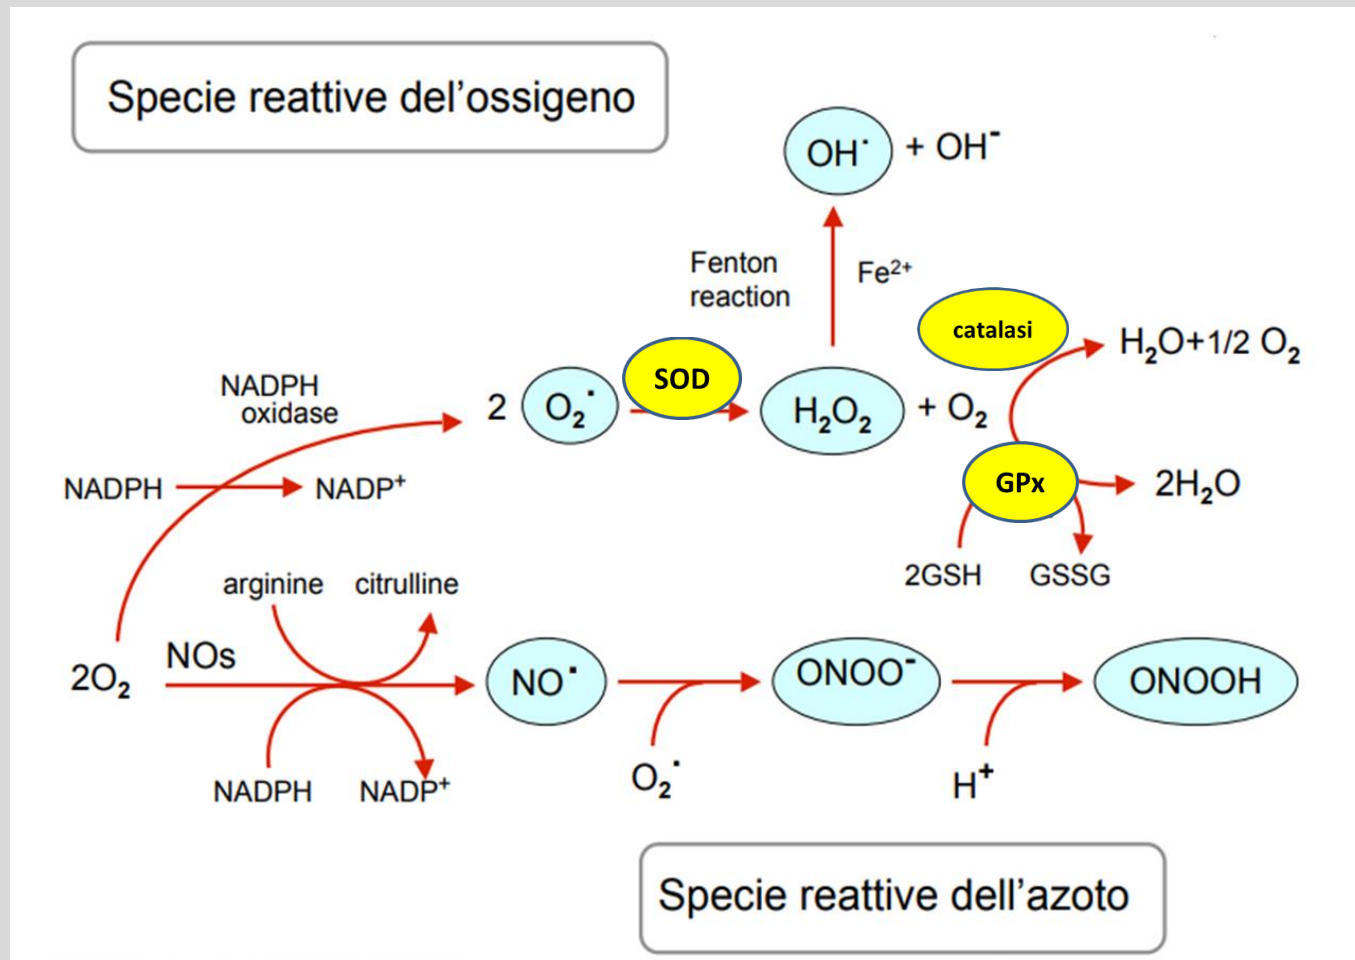 Specie reattive del'ossigeno
OH˙ + OH⁻
Fenton
reaction
Fe²⁺
catalasi
H₂O+1/2 O₂
NADPH
oxidase
2 O₂˙
SOD
H₂O₂ + O₂
NADPH
NADP⁺
GPx
2H₂O
2GSH
GSSG
arginine
citrulline
2O₂
NOs
NO˙
ONOO⁻
ONOOH
NADPH
NADP⁺
O₂˙
H⁺
Specie reattive dell'azoto